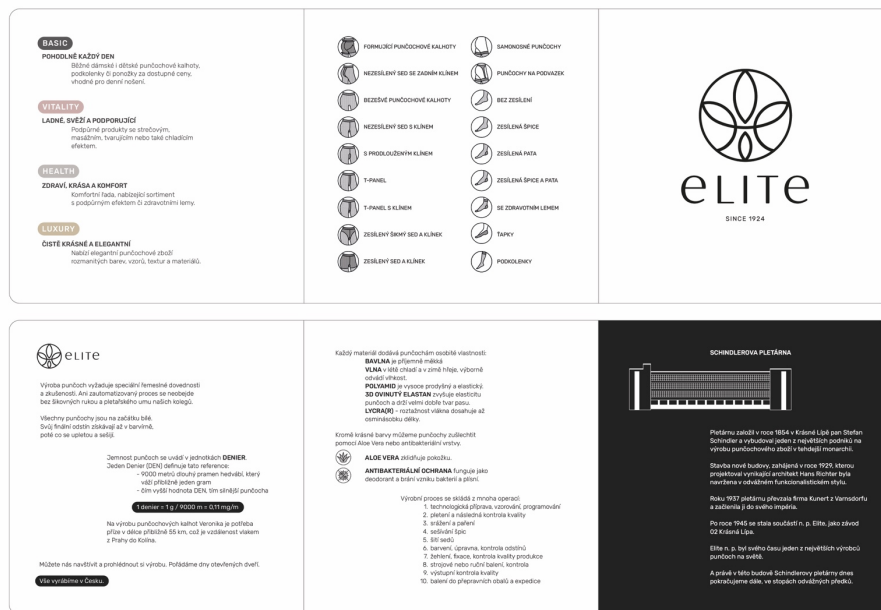 BASIC
POHODLNĚ KAŽDÝ DEN
Běžné dámské i dětské punčochové kalhoty,
podkolenky či ponožky za dostupné ceny,
vhodné pro denní nošení.
VITALITY
LADNÉ, SVĚŽÍ A PODPORUJÍCÍ
Podpůrné produkty se strečovým,
masážním, tvarujícím nebo také chladícím
efektem.
HEALTH
ZDRAVÍ, KRÁSA A KOMFORT
Komfortní řada, nabízející sortiment
s podpůrným efektem či zdravotními lemy.
LUXURY
ČISTĚ KRÁSNÉ A ELEGANTNÍ
Nabízí elegantní punčochové zboží
rozmanitých barev, vzorů, textur a materiálů.
FORMUJÍCÍ PUNČOCHOVÉ KALHOTY
NEZESÍLNÝ SED SE ZADNÍM KLÍNEM
BEZEŠVÉ PUNČOCHOVÉ KALHOTY
NEZESÍLNÝ SED S KLÍNEM
S PRODLOUŽENÝM KLÍNEM
T-PANEL
T-PANEL S KLÍNEM
ZESÍLENÝ ŠIKMÝ SED A KLÍNEK
ZESÍLENÝ SED A KLÍNEK
SAMONOSNÉ PUNČOCHY
PUNČOCHY NA PODVAZEK
BEZ ZESÍLENÍ
ZESÍLENÁ ŠPICE
ZESÍLENÁ PATA
ZESÍLENÁ ŠPICE A PATA
SE ZDRAVOTNÍM LEMEM
ŤAPKY
PODKOLENKY
eLITe
SINCE 1924
eLITe
Výroba punčoch vyžaduje speciální řemeslné dovednosti
a zkušenosti. Ani zautomatizovaný proces se neobejde
bez šikovných rukou a pletařského umu našich kolegů.
Všechny punčochy jsou na začátku bílé.
Svůj finální odstín získávají až v barvírně,
poté co se upletou a sešijí.
Jemnost punčoch se uvádí v jednotkách DENIER.
Jeden Denier (DEN) definuje tato reference:
- 9000 metrů dlouhý pramen hedvábí, který
váží přibližně jeden gram
- čím vyšší hodnota DEN, tím silnější punčocha
1 denier = 1 g / 9000 m = 0,11 mg/m
Na výrobu punčochových kalhot Veronika je potřeba
příze v délce přibližně 55 km, což je vzdálenost vlakem
z Prahy do Kolína.
Můžete nás navštívit a prohlédnout si výrobu. Pořádáme dny otevřených dveří.
Vše vyrábíme v Česku.
Každý materiál dodává punčochám osobité vlastnosti:
BAVLNA je příjemně měkká
VLNA v létě chladí a v zimě hřeje, výborně
odvádí vlhkost.
POLYAMID je vysoce prodyšný a elastický.
3D OVINUTÝ ELASTAN zvyšuje elasticitu
punčoch a drží velmi dobře tvar pasu.
LYCRA(R) - roztažnost vlákna dosahuje až
osminásobku délky.
Kromě krásné barvy můžeme punčochy zušlechtit
pomocí Aloe Vera nebo antibakteriální vrstvy.
ALOE VERA zklidňuje pokožku.
ANTIBAKTERIÁLNÍ OCHRANA funguje jako
deodorant a brání vzniku bakterií a plísní.
Výrobní proces se skládá z mnoha operací:
1. technologická příprava, vzorování, programování
2. pletení a následná kontrola kvality
3. srážení a paření
4. sešívání špic
5. šití sedů
6. barvení, úpravna, kontrola odstínů
7. žehlení, fixace, kontrola kvality produkce
8. strojové nebo ruční balení, kontrola
9. výstupní kontrola kvality
10. balení do přepravních obalů a expedice
SCHINDLEROVA PLETÁRNA
Pletárnu založil v roce 1854 v Krásné Lípě pan Stefan
Schindler a vybudoval jeden z největších podniků na
výrobu punčochového zboží v tehdejší monarchii.
Stavba nové budovy, zahájená v roce 1929, kterou
projektoval vynikající architekt Hans Richter byla
navržena v odvážném funkcionalistickém stylu.
Roku 1937 pletárnu převzala firma Kunert z Varnsdorfu
a začlenila ji do svého impéria.
Po roce 1945 se stala součástí n. p. Elite, jako závod
02 Krásná Lípa.
Elite n. p. byl svého času jeden z největších výrobců
punčoch na světě.
A právě v této budově Schindlerovy pletárny dnes
pokračujeme dále, ve stopách odvážných předků.